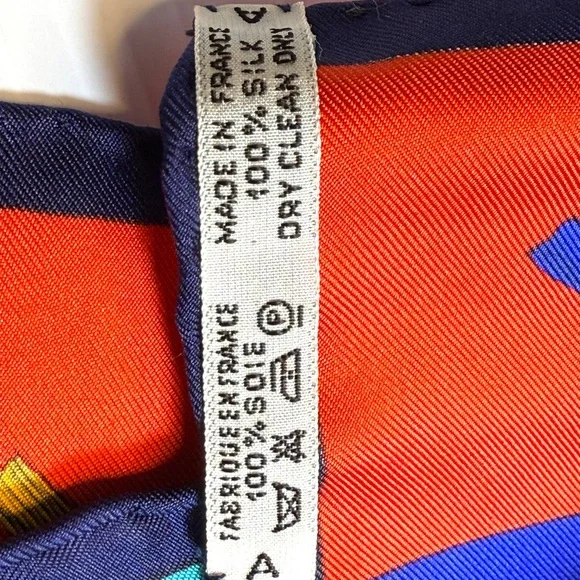 A
FABRIQUE EN FRANCE
100 % SOIE
P
MADE IN FRANCE
100 % SILK
DRY CLEAN ONLY
A